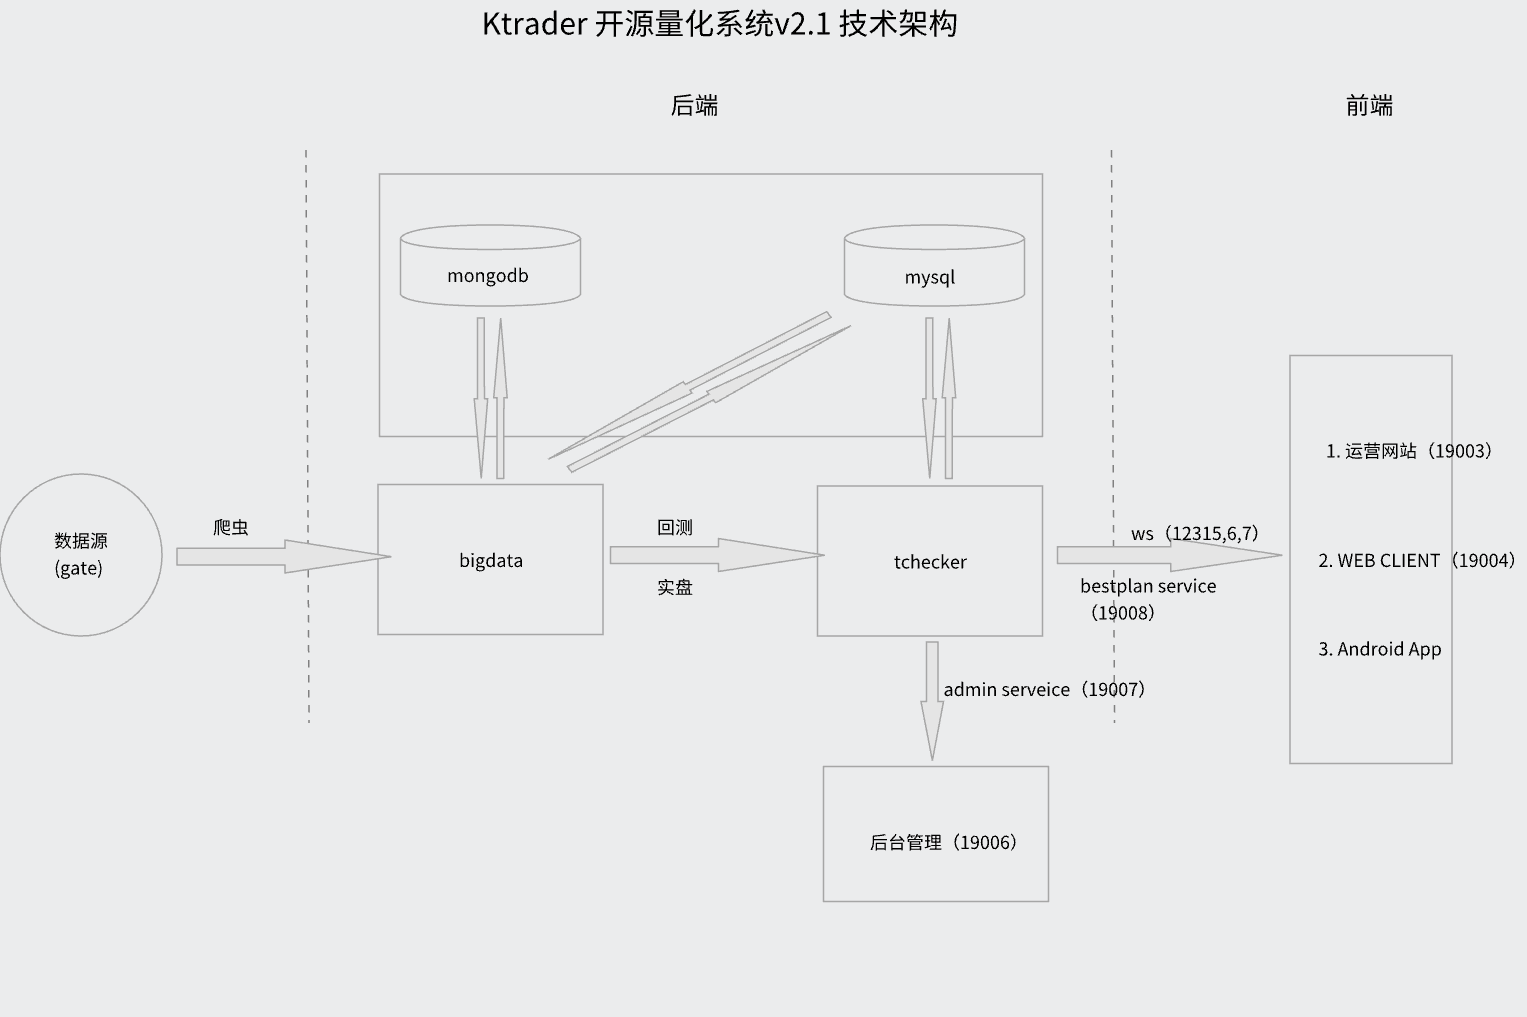 Ktrader 开源量化系统v2.1 技术架构
后端
前端
mongodb
mysql
数据源
(gate)
爬虫
bigdata
回测
实盘
tchecker
ws（12315,6,7）
bestplan service
（19008）
1. 运营网站（19003）
2. WEB CLIENT（19004）
3. Android App
admin serveice（19007）
后台管理（19006）